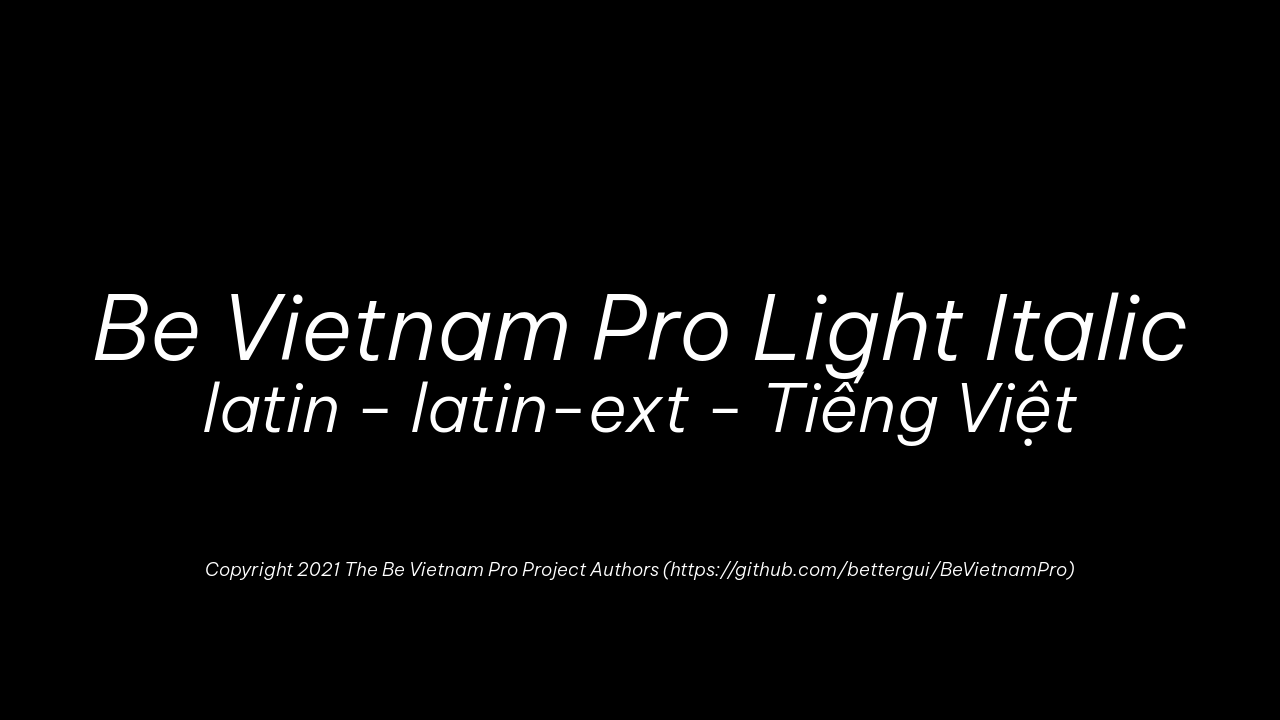 Be Vietnam Pro Light Italic
latin - latin-ext - Tiếng Việt
Copyright 2021 The Be Vietnam Pro Project Authors (https://github.com/bettergui/BeVietnamPro)